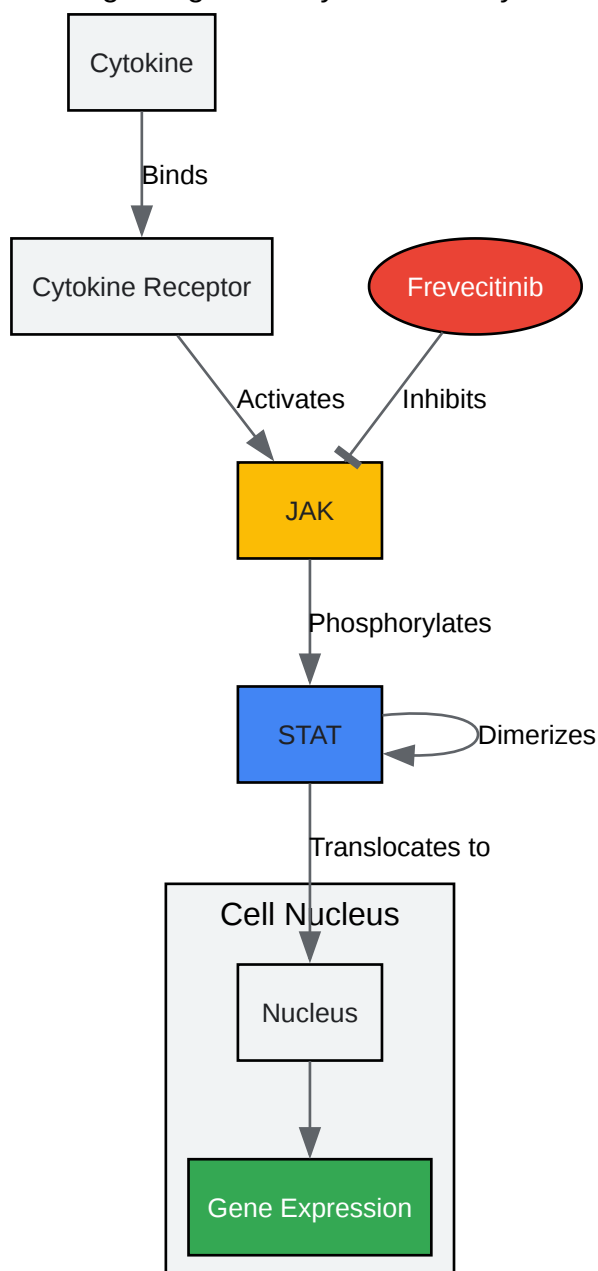 Cytokine
Binds
Cytokine Receptor
Frevecitinib
Activates
Inhibits
JAK
Phosphorylates
STAT
Dimerizes
Translocates to
Cell Nucleus
Nucleus
Gene Expression